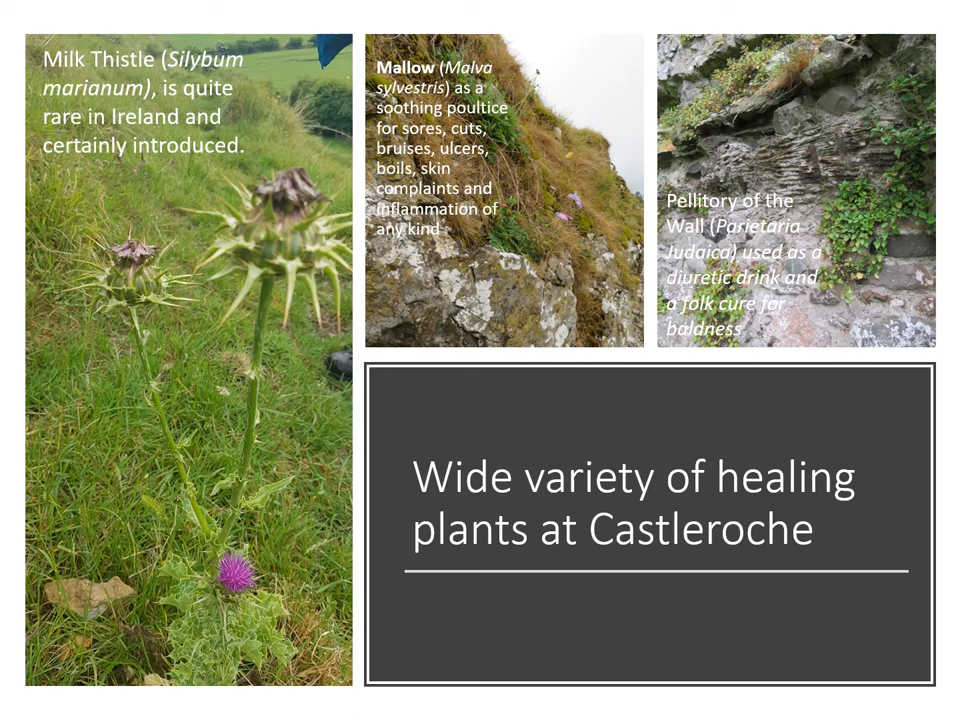 Milk Thistle (Silybum
marianum), is quite
rare in Ireland and
certainly introduced.
Mallow (Malva
sylvestris) as a
soothing poultice
for sores, cuts,
bruises, ulcers,
boils, skin
complaints and
inflammation of
any kind
Pellitory of the
Wall (Parietaria
Judaica) used as a
diuretic drink and
a folk cure for
baldness
Wide variety of healing
plants at Castleroche